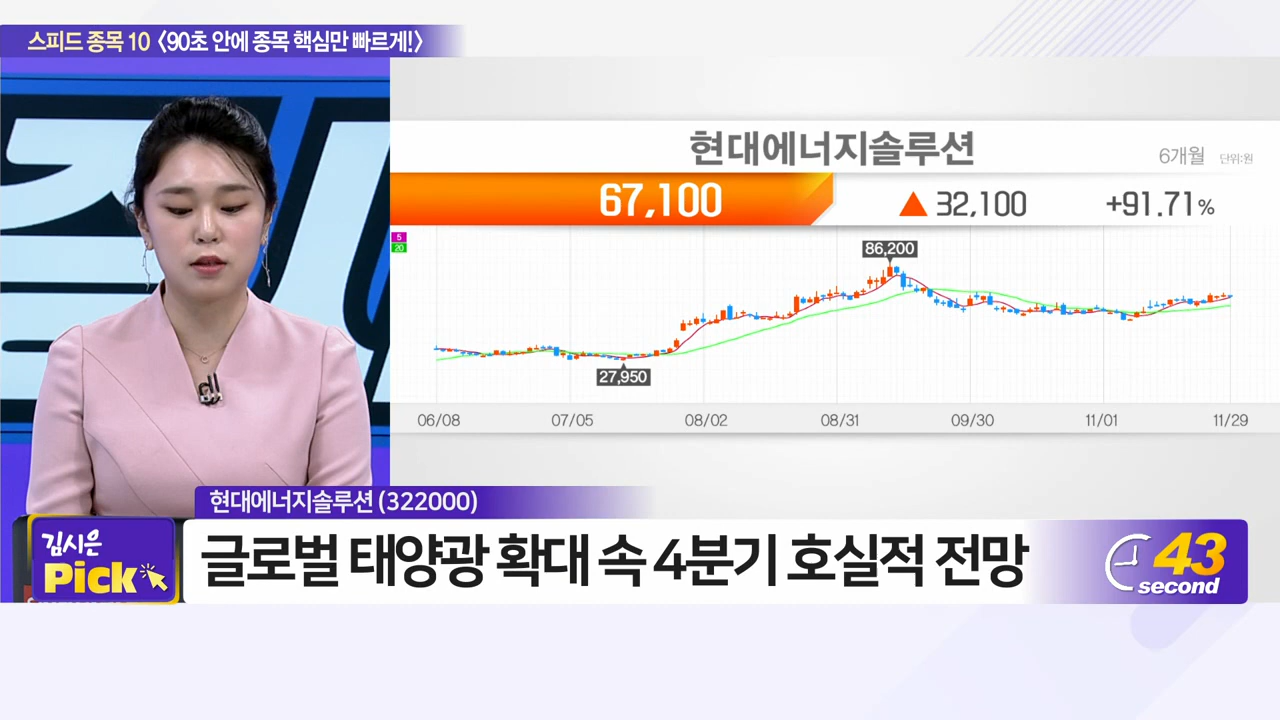 스피드 종목 10 〈90초 안에 종목 핵심만 빠르게!〉
현대에너지솔루션
6개월 단위:원
67,100 ▲ 32,100 +91.71%
5
20
86,200
27,950
06/08 07/05 08/02 08/31 09/30 11/01 11/29
현대에너지솔루션 (322000)
김시은
Pick
글로벌 태양광 확대 속 4분기 호실적 전망
43
second